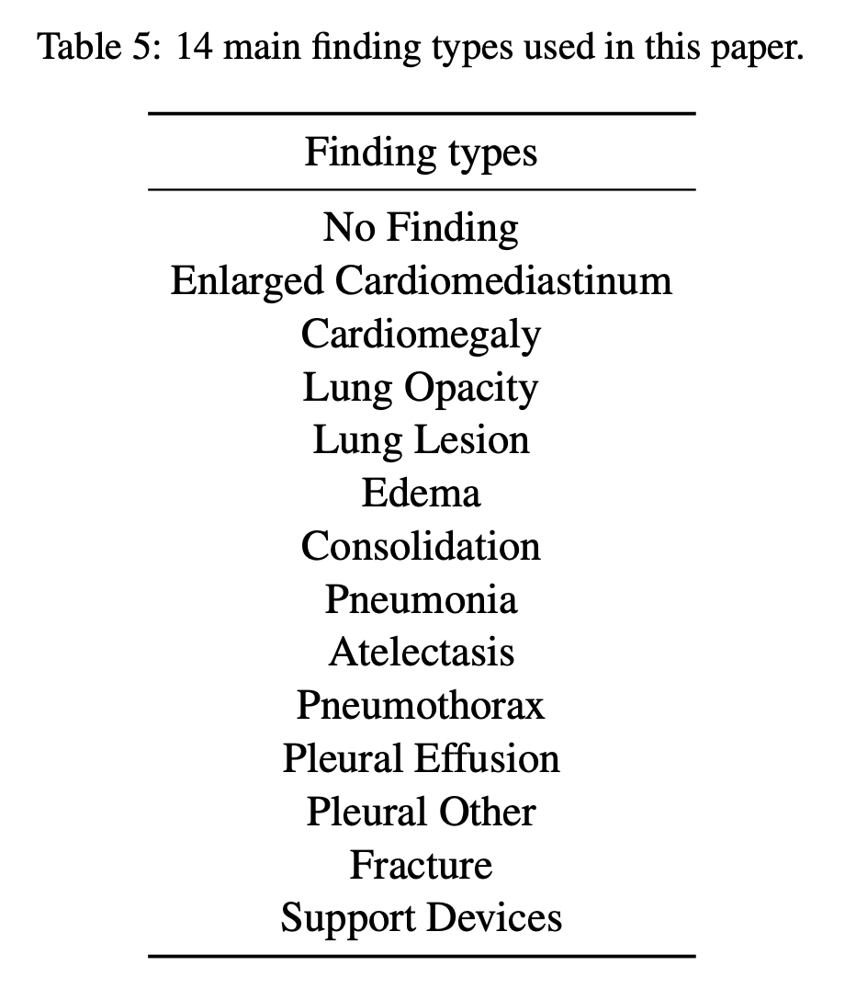 Table 5: 14 main finding types used in this paper.
Finding types
No Finding
Enlarged Cardiomediastinum
Cardiomegaly
Lung Opacity
Lung Lesion
Edema
Consolidation
Pneumonia
Atelectasis
Pneumothorax
Pleural Effusion
Pleural Other
Fracture
Support Devices